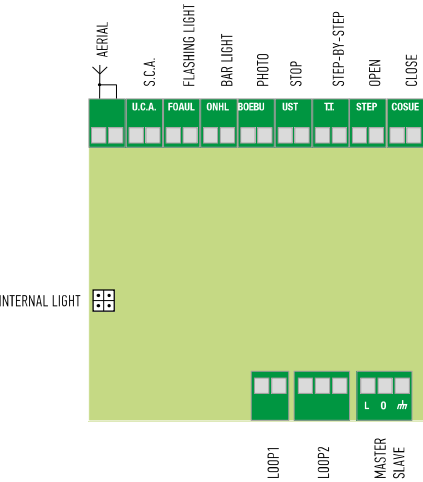 AERIAL
S.C.A.
FLASHING LIGHT
BAR LIGHT
PHOTO
STOP
STEP-BY-STEP
OPEN
CLOSE
U.C.A.
FOAUL
ONHL
BOEBU
UST
T.T.
STEP
COSUE
INTERNAL LIGHT
L 0
LOOP1
LOOP2
MASTER
SLAVE